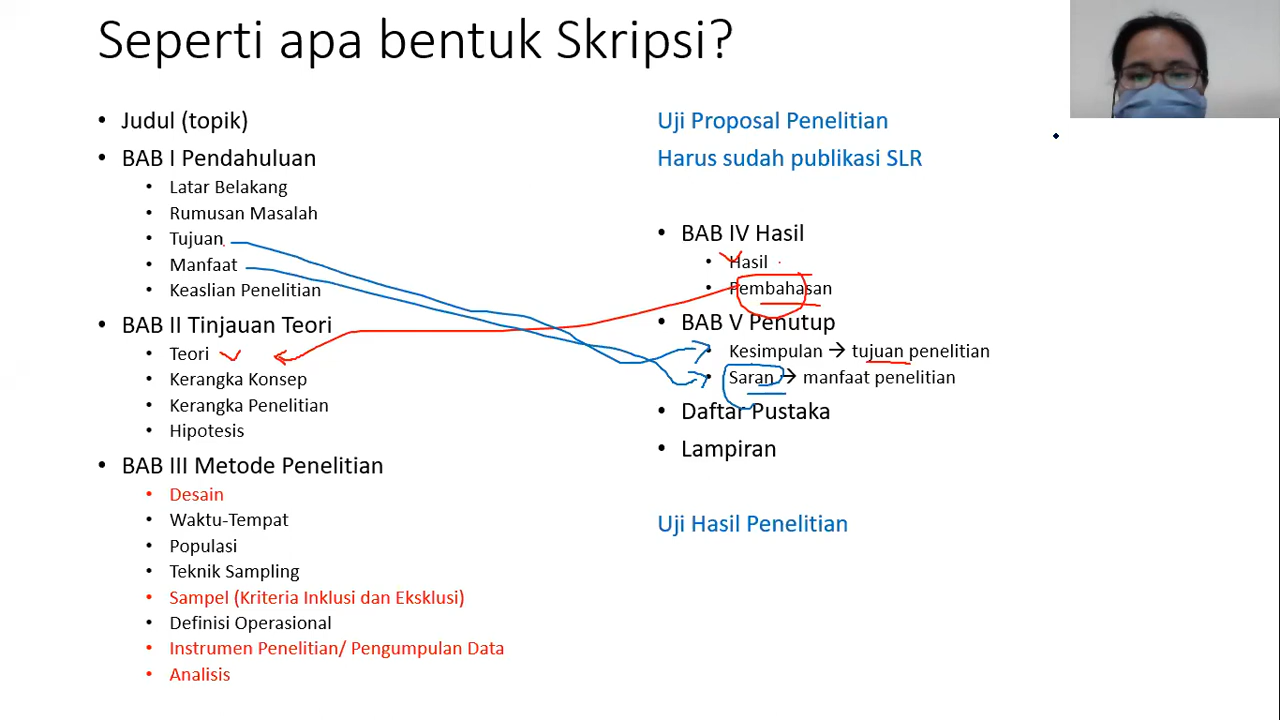 Seperti apa bentuk Skripsi?
• Judul (topik)
• BAB I Pendahuluan
• Latar Belakang
• Rumusan Masalah
• Tujuan
• Manfaat
• Keaslian Penelitian
• BAB II Tinjauan Teori
• Teori
• Kerangka Konsep
• Kerangka Penelitian
• Hipotesis
• BAB III Metode Penelitian
• Desain
• Waktu-Tempat
• Populasi
• Teknik Sampling
• Sampel (Kriteria Inklusi dan Eksklusi)
• Definisi Operasional
• Instrumen Penelitian/ Pengumpulan Data
• Analisis
Uji Proposal Penelitian
Harus sudah publikasi SLR
• BAB IV Hasil
• Hasil
• Pembahasan
• BAB V Penutup
• Kesimpulan → tujuan penelitian
• Saran → manfaat penelitian
• Daftar Pustaka
• Lampiran
Uji Hasil Penelitian